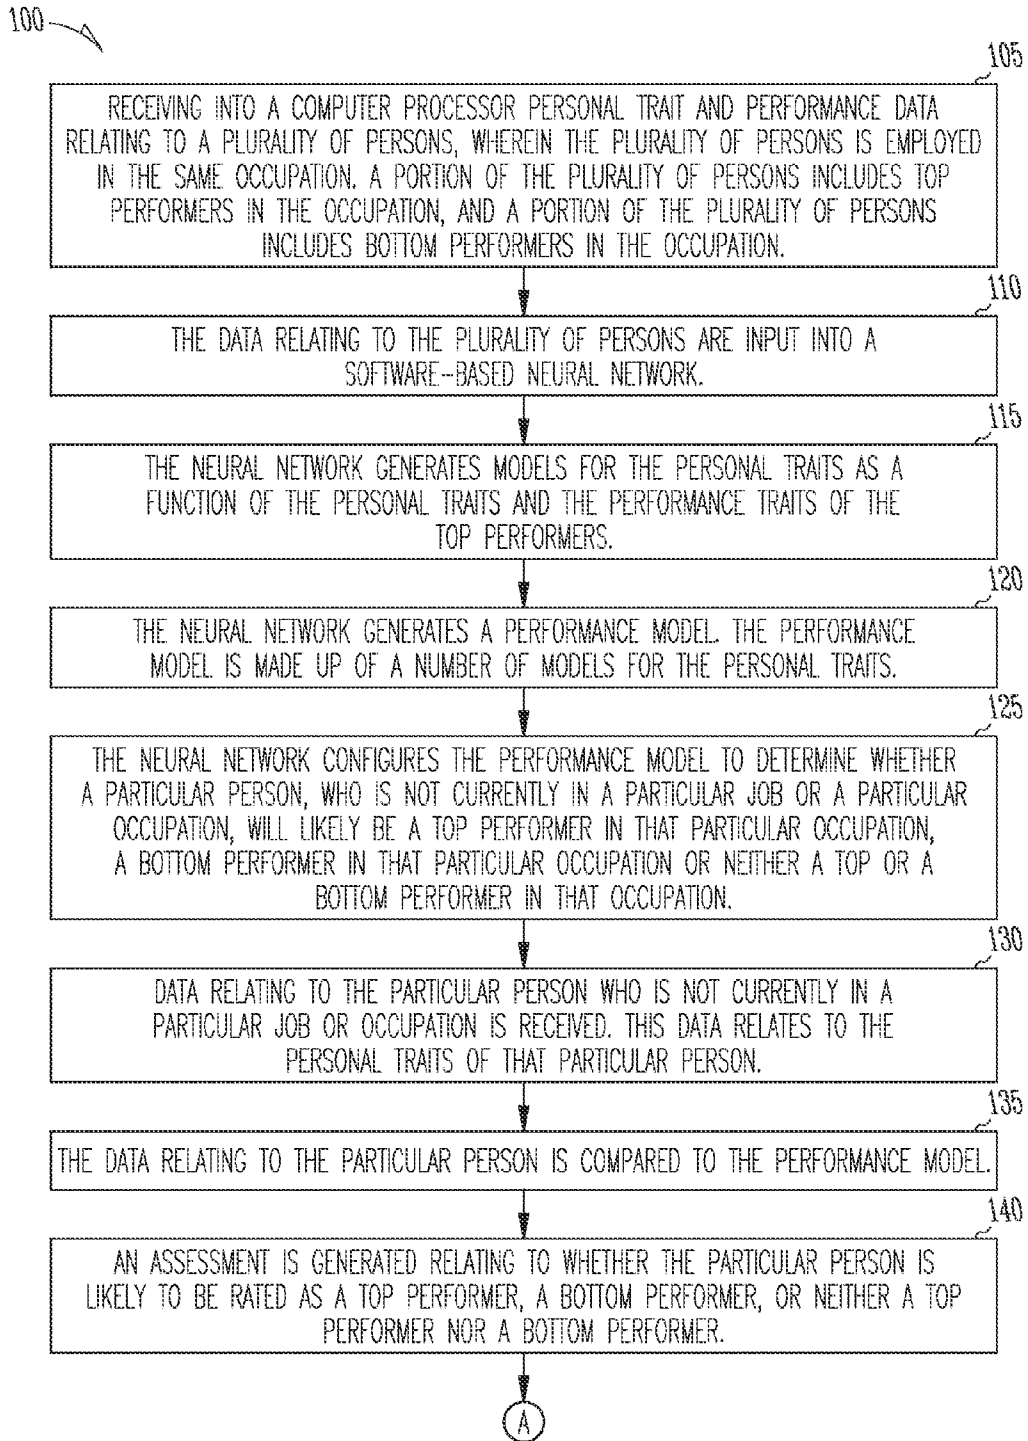 100
105
RECEIVING INTO A COMPUTER PROCESSOR PERSONAL TRAIT AND PERFORMANCE DATA
RELATING TO A PLURALITY OF PERSONS, WHEREIN THE PLURALITY OF PERSONS IS EMPLOYED
IN THE SAME OCCUPATION. A PORTION OF THE PLURALITY OF PERSONS INCLUDES TOP
PERFORMERS IN THE OCCUPATION, AND A PORTION OF THE PLURALITY OF PERSONS
INCLUDES BOTTOM PERFORMERS IN THE OCCUPATION.
110
THE DATA RELATING TO THE PLURALITY OF PERSONS ARE INPUT INTO A
SOFTWARE-BASED NEURAL NETWORK.
115
THE NEURAL NETWORK GENERATES MODELS FOR THE PERSONAL TRAITS AS A
FUNCTION OF THE PERSONAL TRAITS AND THE PERFORMANCE TRAITS OF THE
TOP PERFORMERS.
120
THE NEURAL NETWORK GENERATES A PERFORMANCE MODEL. THE PERFORMANCE
MODEL IS MADE UP OF A NUMBER OF MODELS FOR THE PERSONAL TRAITS.
125
THE NEURAL NETWORK CONFIGURES THE PERFORMANCE MODEL TO DETERMINE WHETHER
A PARTICULAR PERSON, WHO IS NOT CURRENTLY IN A PARTICULAR JOB OR A PARTICULAR
OCCUPATION, WILL LIKELY BE A TOP PERFORMER IN THAT PARTICULAR OCCUPATION,
A BOTTOM PERFORMER IN THAT PARTICULAR OCCUPATION OR NEITHER A TOP OR A
BOTTOM PERFORMER IN THAT OCCUPATION.
130
DATA RELATING TO THE PARTICULAR PERSON WHO IS NOT CURRENTLY IN A
PARTICULAR JOB OR OCCUPATION IS RECEIVED. THIS DATA RELATES TO THE
PERSONAL TRAITS OF THAT PARTICULAR PERSON.
135
THE DATA RELATING TO THE PARTICULAR PERSON IS COMPARED TO THE PERFORMANCE MODEL.
140
AN ASSESSMENT IS GENERATED RELATING TO WHETHER THE PARTICULAR PERSON IS
LIKELY TO BE RATED AS A TOP PERFORMER, A BOTTOM PERFORMER, OR NEITHER A TOP
PERFORMER NOR A BOTTOM PERFORMER.
A